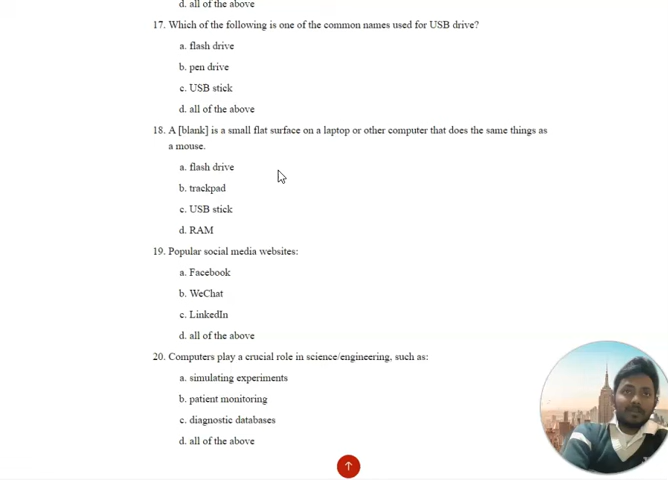 d. all of the above
17. Which of the following is one of the common names used for USB drive?
a. flash drive
b. pen drive
c. USB stick
d. all of the above
18. A [blank] is a small flat surface on a laptop or other computer that does the same things as
a mouse.
a. flash drive
b. trackpad
c. USB stick
d. RAM
19. Popular social media websites:
a. Facebook
b. WeChat
c. LinkedIn
d. all of the above
20. Computers play a crucial role in science/engineering, such as:
a. simulating experiments
b. patient monitoring
c. diagnostic databases
d. all of the above